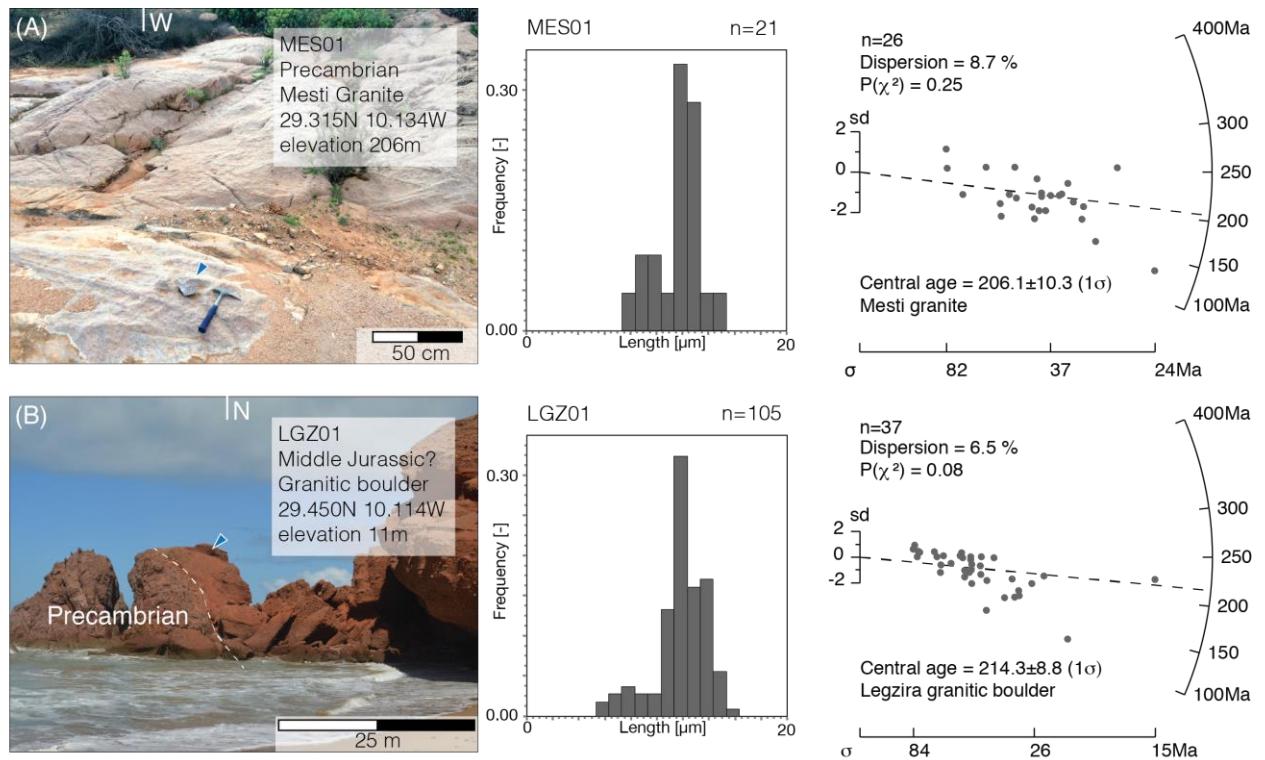 (A)
W
MES01
Precambrian
Mesti Granite
29.315N 10.134W
elevation 206m
50 cm
MES01 n=21
0.30
Frequency [-]
0.00
0 Length [µm] 20
n=26
Dispersion = 8.7 %
P(χ²) = 0.25
2 sd
0
-2
400Ma
300
250
200
150
100Ma
Central age = 206.1±10.3 (1σ)
Mesti granite
σ 82 37 24Ma
(B)
N
LGZ01
Middle Jurassic?
Granitic boulder
29.450N 10.114W
elevation 11m
Precambrian
25 m
LGZ01 n=105
0.30
Frequency [-]
0.00
0 Length [µm] 20
n=37
Dispersion = 6.5 %
P(χ²) = 0.08
sd
2
0
-2
400Ma
300
250
200
150
100Ma
Central age = 214.3±8.8 (1σ)
Legzira granitic boulder
σ 84 26 15Ma